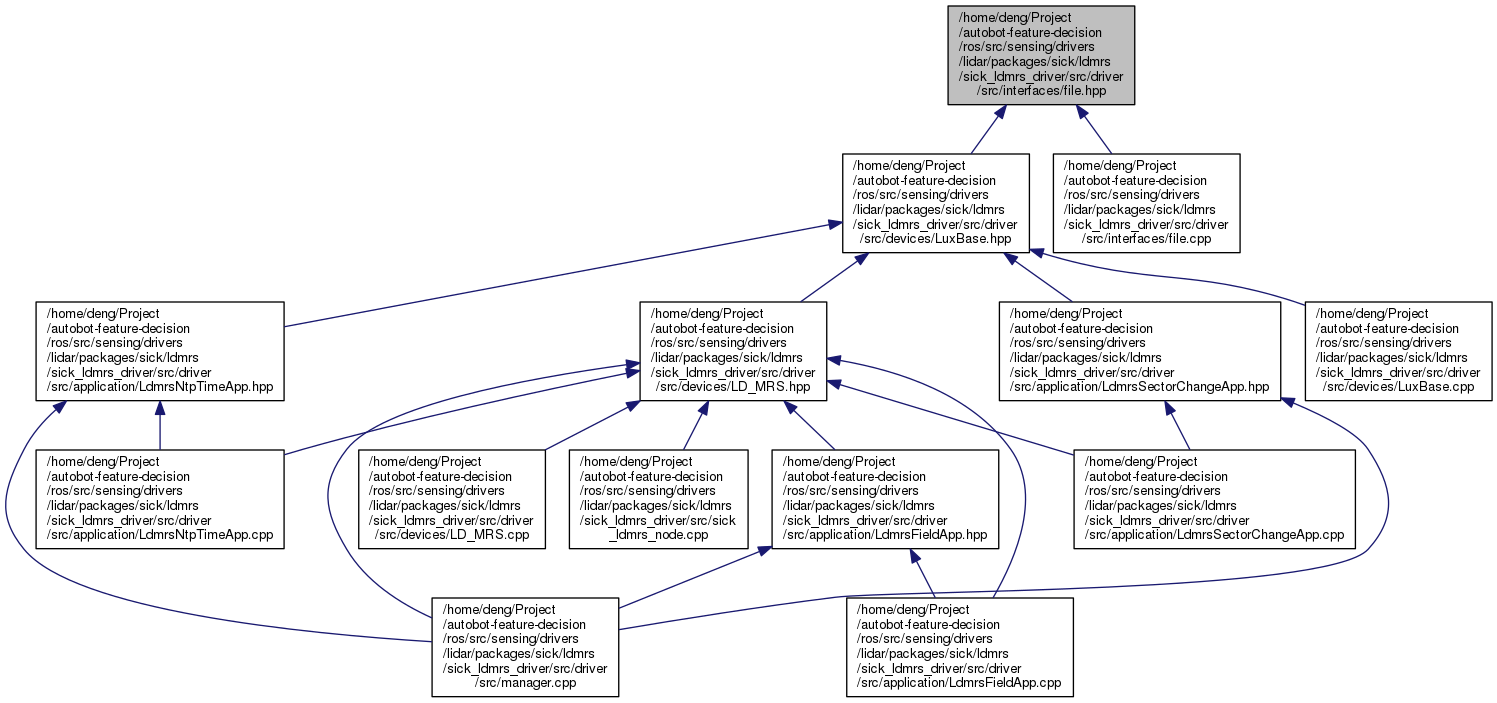 /home/deng/Project
/autobot-feature-decision
/ros/src/sensing/drivers
/lidar/packages/sick/ldmrs
/sick_ldmrs_driver/src/driver
/src/interfaces/file.hpp
/home/deng/Project
/autobot-feature-decision
/ros/src/sensing/drivers
/lidar/packages/sick/ldmrs
/sick_ldmrs_driver/src/driver
/src/devices/LuxBase.hpp
/home/deng/Project
/autobot-feature-decision
/ros/src/sensing/drivers
/lidar/packages/sick/ldmrs
/sick_ldmrs_driver/src/driver
/src/interfaces/file.cpp
/home/deng/Project
/autobot-feature-decision
/ros/src/sensing/drivers
/lidar/packages/sick/ldmrs
/sick_ldmrs_driver/src/driver
/src/application/LdmrsNtpTimeApp.hpp
/home/deng/Project
/autobot-feature-decision
/ros/src/sensing/drivers
/lidar/packages/sick/ldmrs
/sick_ldmrs_driver/src/driver
/src/devices/LD_MRS.hpp
/home/deng/Project
/autobot-feature-decision
/ros/src/sensing/drivers
/lidar/packages/sick/ldmrs
/sick_ldmrs_driver/src/driver
/src/application/LdmrsSectorChangeApp.hpp
/home/deng/Project
/autobot-feature-decision
/ros/src/sensing/drivers
/lidar/packages/sick/ldmrs
/sick_ldmrs_driver/src/driver
/src/devices/LuxBase.cpp
/home/deng/Project
/autobot-feature-decision
/ros/src/sensing/drivers
/lidar/packages/sick/ldmrs
/sick_ldmrs_driver/src/driver
/src/application/LdmrsNtpTimeApp.cpp
/home/deng/Project
/autobot-feature-decision
/ros/src/sensing/drivers
/lidar/packages/sick/ldmrs
/sick_ldmrs_driver/src/driver
/src/devices/LD_MRS.cpp
/home/deng/Project
/autobot-feature-decision
/ros/src/sensing/drivers
/lidar/packages/sick/ldmrs
/sick_ldmrs_driver/src/sick
_ldmrs_node.cpp
/home/deng/Project
/autobot-feature-decision
/ros/src/sensing/drivers
/lidar/packages/sick/ldmrs
/sick_ldmrs_driver/src/driver
/src/application/LdmrsFieldApp.hpp
/home/deng/Project
/autobot-feature-decision
/ros/src/sensing/drivers
/lidar/packages/sick/ldmrs
/sick_ldmrs_driver/src/driver
/src/application/LdmrsSectorChangeApp.cpp
/home/deng/Project
/autobot-feature-decision
/ros/src/sensing/drivers
/lidar/packages/sick/ldmrs
/sick_ldmrs_driver/src/driver
/src/manager.cpp
/home/deng/Project
/autobot-feature-decision
/ros/src/sensing/drivers
/lidar/packages/sick/ldmrs
/sick_ldmrs_driver/src/driver
/src/application/LdmrsFieldApp.cpp